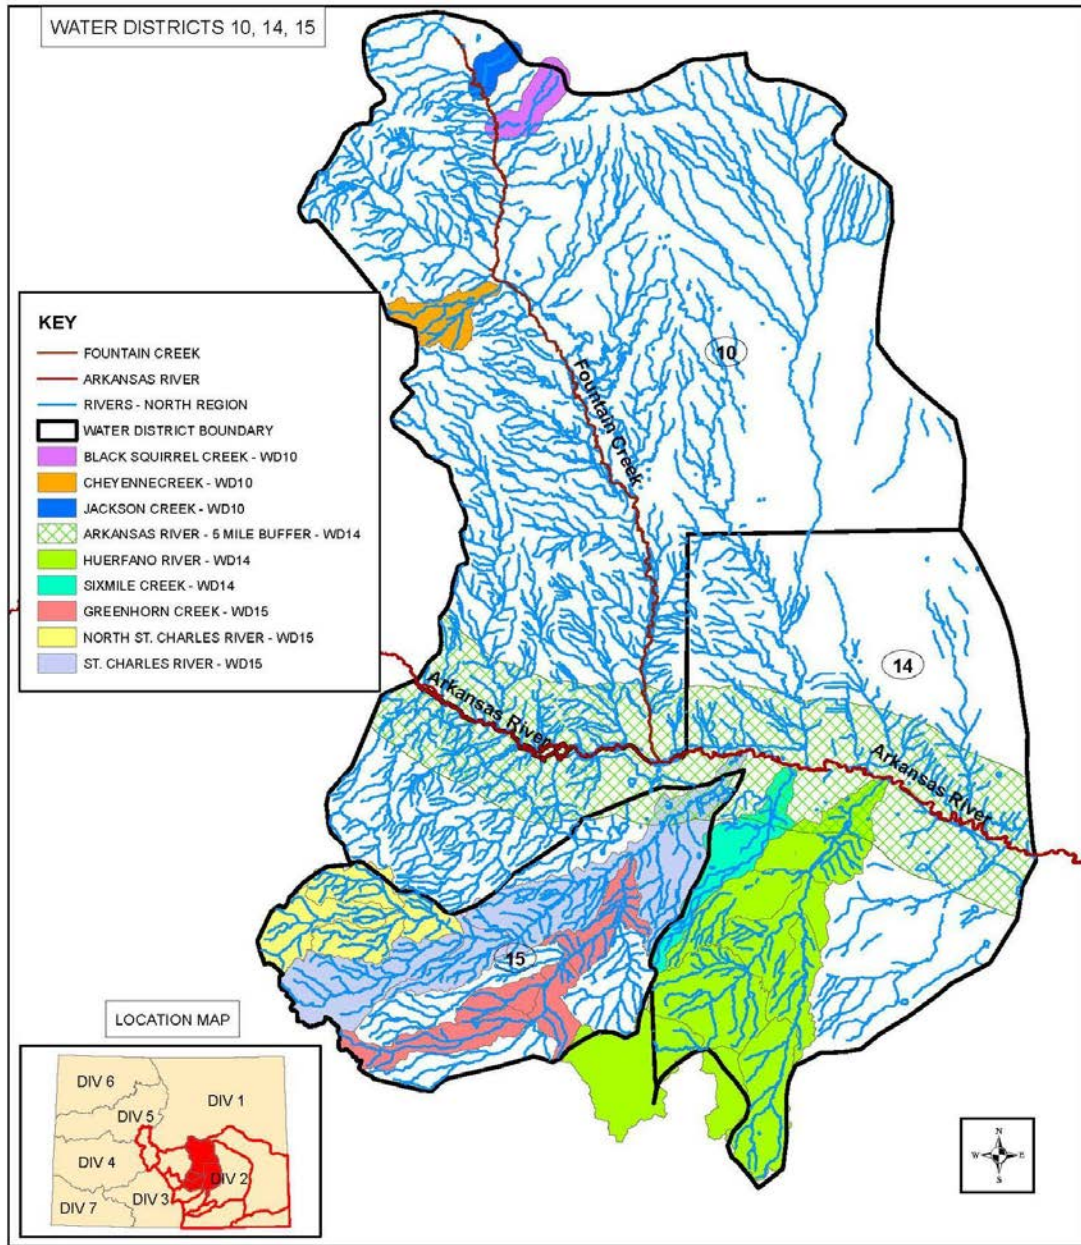 WATER DISTRICTS 10, 14, 15
10
Fountain Creek
KEY
FOUNTAIN CREEK
ARKANSAS RIVER
RIVERS - NORTH REGION
WATER DISTRICT BOUNDARY
BLACK SQUIRREL CREEK - WD10
CHEYENNECREEK - WD10
JACKSON CREEK - WD10
ARKANSAS RIVER - 5 MILE BUFFER - WD14
HUERFANO RIVER - WD14
SIXMILE CREEK - WD14
GREENHORN CREEK - WD15
NORTH ST. CHARLES RIVER - WD15
ST. CHARLES RIVER - WD15
14
Arkansas River
Arkansas River
15
LOCATION MAP
DIV 6
DIV 1
DIV 5
DIV 4
DIV 2
DIV 3
DIV 7
N
W
E
S